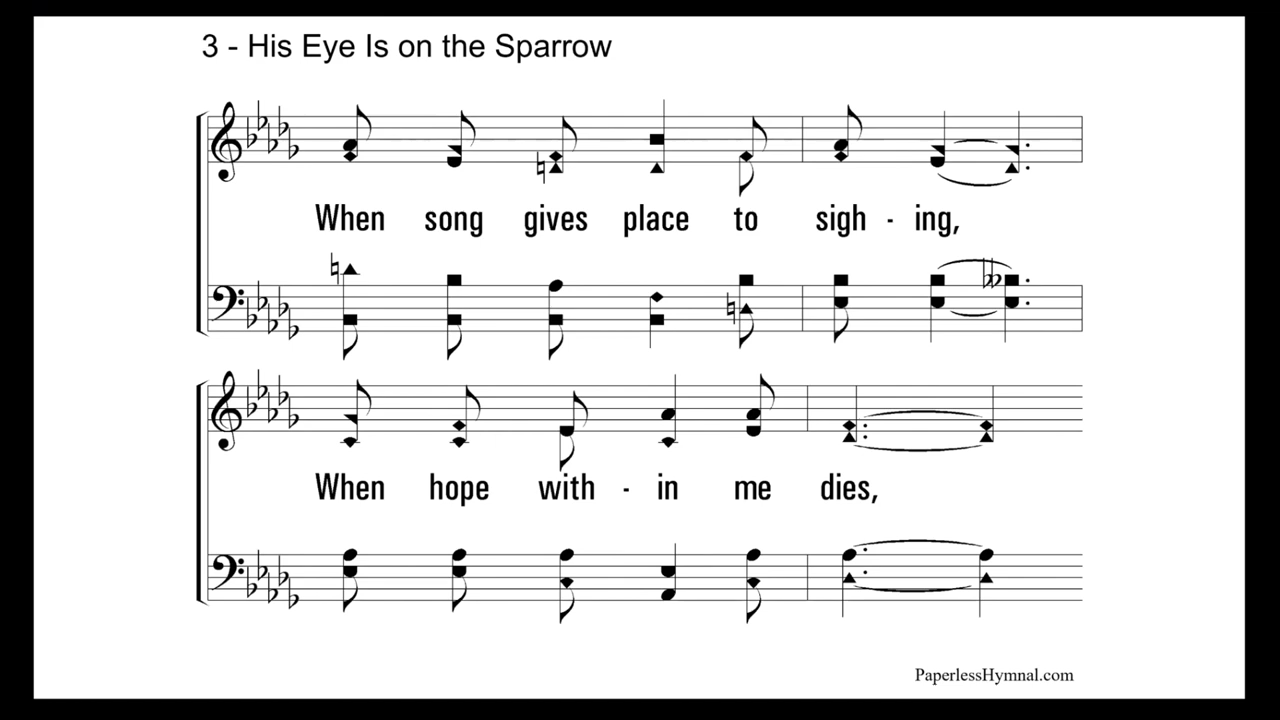 3 - His Eye Is on the Sparrow
When song gives place to sigh - ing,
When hope with - in me dies,
PaperlessHymnal.com